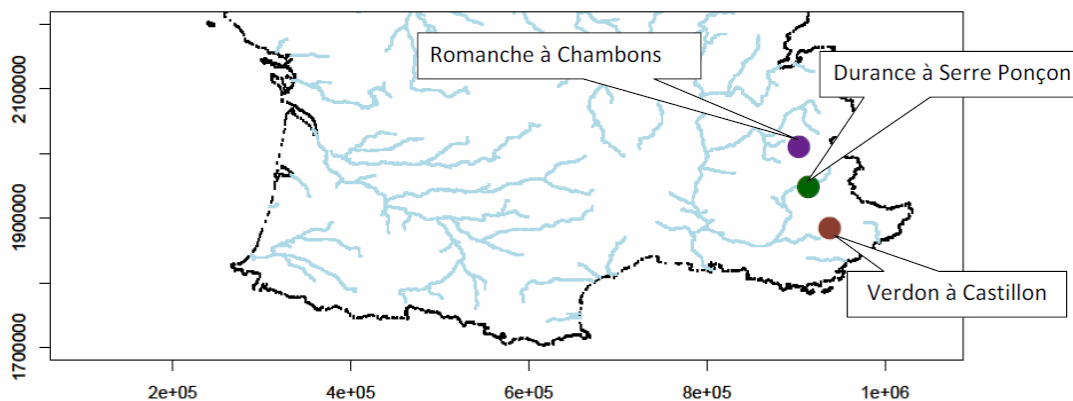 Romanche à Chambons
Durance à Serre Ponçon
Verdon à Castillon
2100000
1900000
1700000
2e+05
4e+05
6e+05
8e+05
1e+06